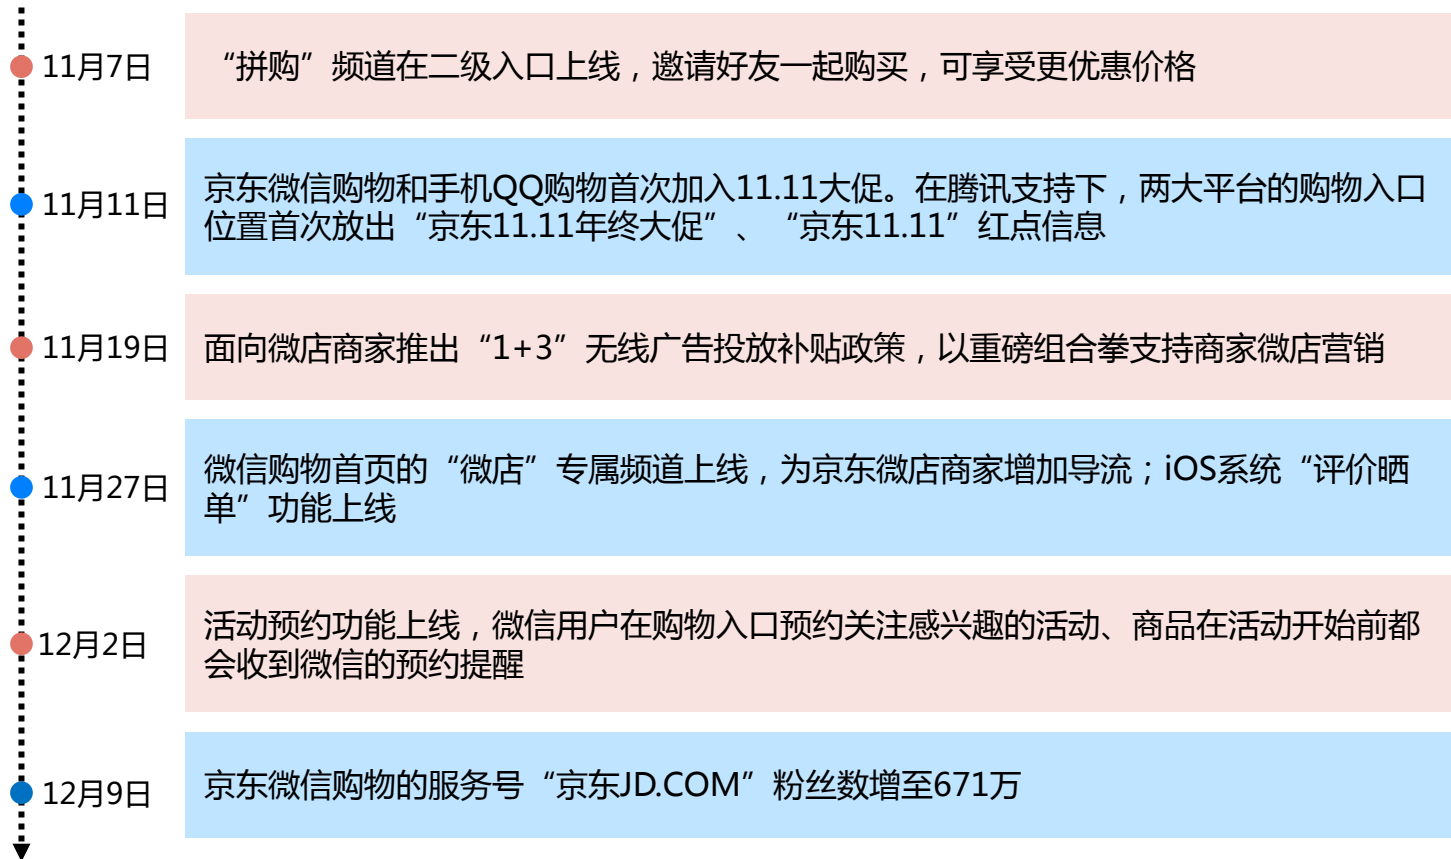 11月7日
“拼购”频道在二级入口上线，邀请好友一起购买，可享受更优惠价格
11月11日
京东微信购物和手机QQ购物首次加入11.11大促。在腾讯支持下，两大平台的购物入口
位置首次放出“京东11.11年终大促”、“京东11.11”红点信息
11月19日
面向微店商家推出“1+3”无线广告投放补贴政策，以重磅组合拳支持商家微店营销
11月27日
微信购物首页的“微店”专属频道上线，为京东微店商家增加导流；iOS系统“评价晒
单”功能上线
12月2日
活动预约功能上线，微信用户在购物入口预约关注感兴趣的活动、商品在活动开始前都
会收到微信的预约提醒
12月9日
京东微信购物的服务号“京东JD.COM”粉丝数增至671万